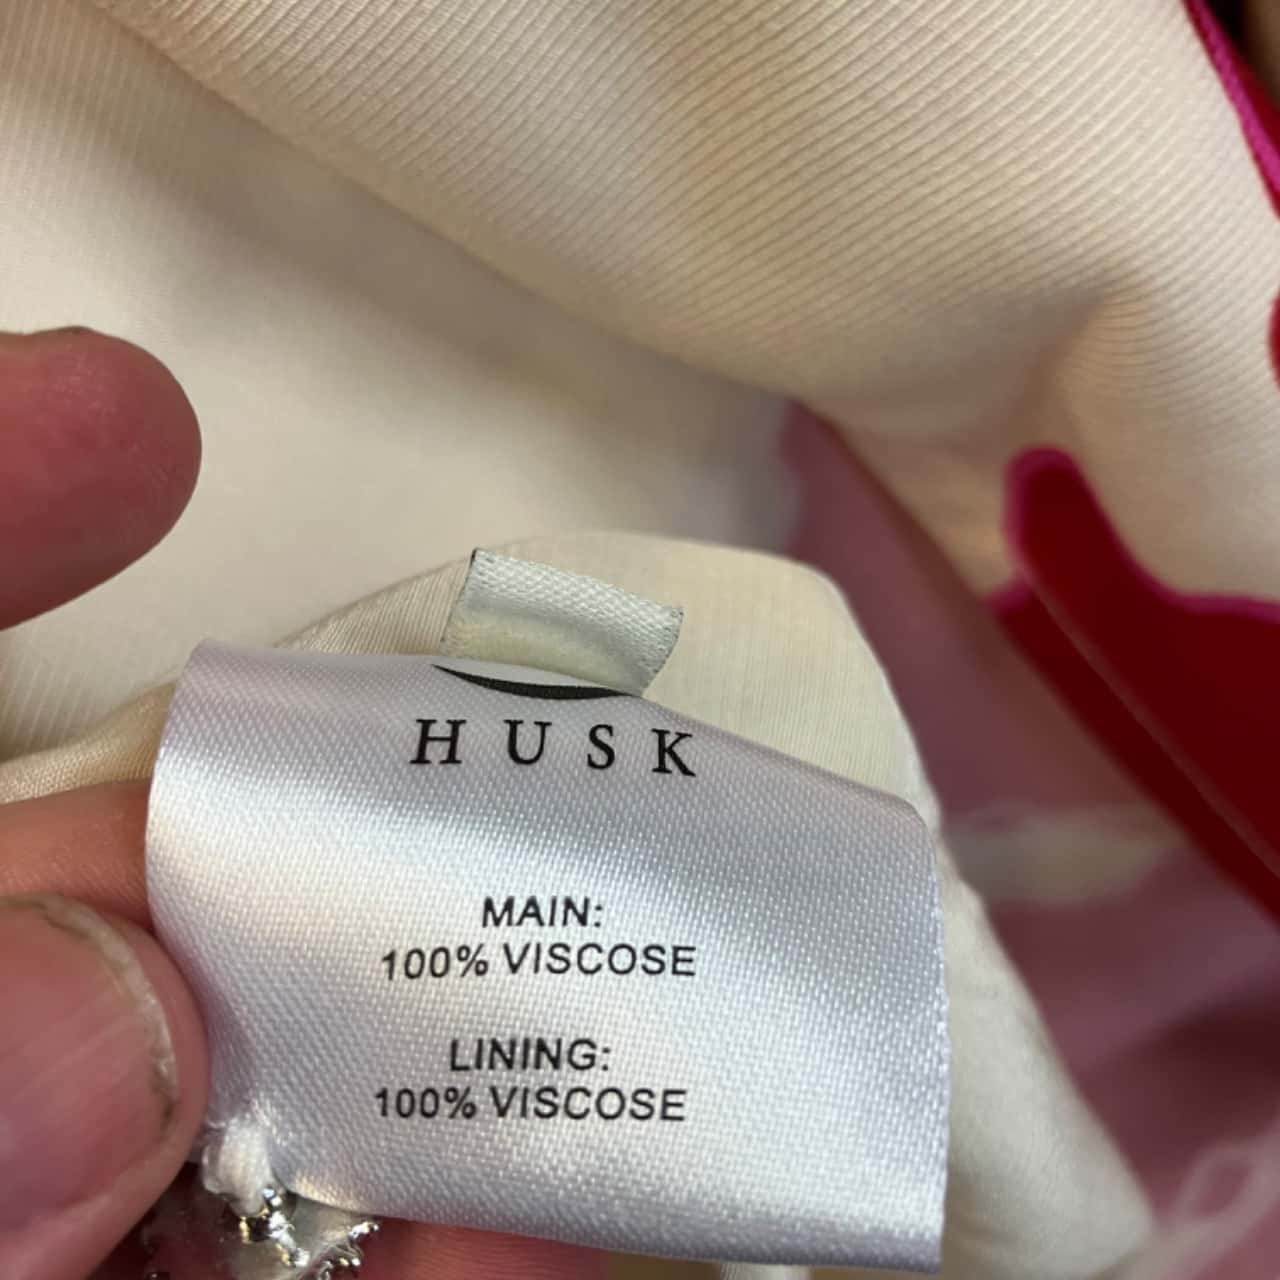 HUSK
MAIN:
100% VISCOSE
LINING:
100% VISCOSE